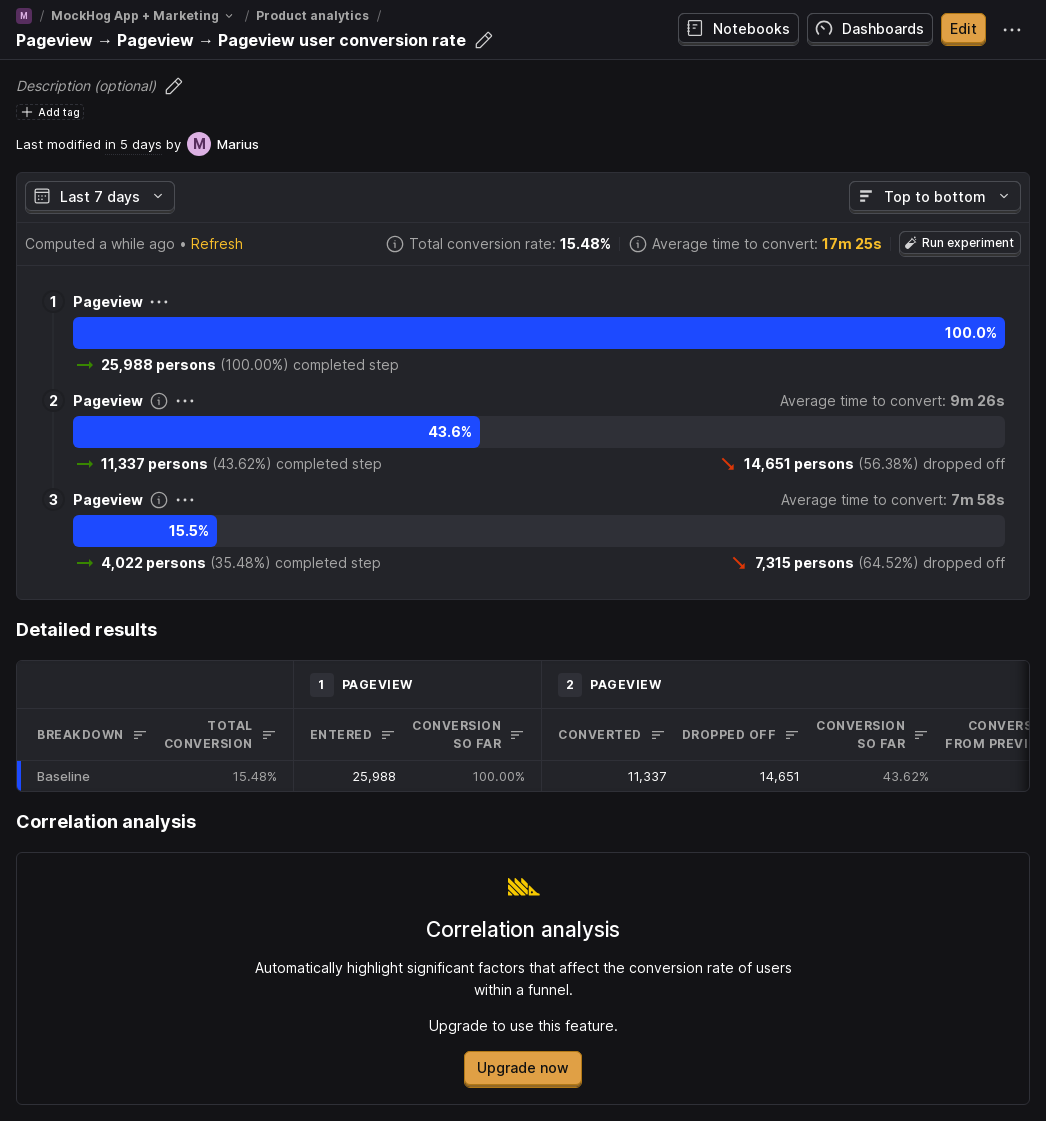 M / MockHog App + Marketing / Product analytics /
Pageview → Pageview → Pageview user conversion rate
Notebooks
Dashboards
Edit
Description (optional)
Add tag
Last modified in 5 days by M Marius
Last 7 days
Top to bottom
Computed a while ago • Refresh
Total conversion rate: 15.48%
Average time to convert: 17m 25s
Run experiment
1 Pageview
100.0%
25,988 persons (100.00%) completed step
2 Pageview
Average time to convert: 9m 26s
43.6%
11,337 persons (43.62%) completed step
14,651 persons (56.38%) dropped off
3 Pageview
Average time to convert: 7m 58s
15.5%
4,022 persons (35.48%) completed step
7,315 persons (64.52%) dropped off
Detailed results
1 PAGEVIEW
2 PAGEVIEW
BREAKDOWN
TOTAL
CONVERSION
ENTERED
CONVERSION
SO FAR
CONVERTED
DROPPED OFF
CONVERSION
SO FAR
CONVERS
FROM PREVI
Baseline
15.48%
25,988
100.00%
11,337
14,651
43.62%
Correlation analysis
Correlation analysis
Automatically highlight significant factors that affect the conversion rate of users
within a funnel.
Upgrade to use this feature.
Upgrade now